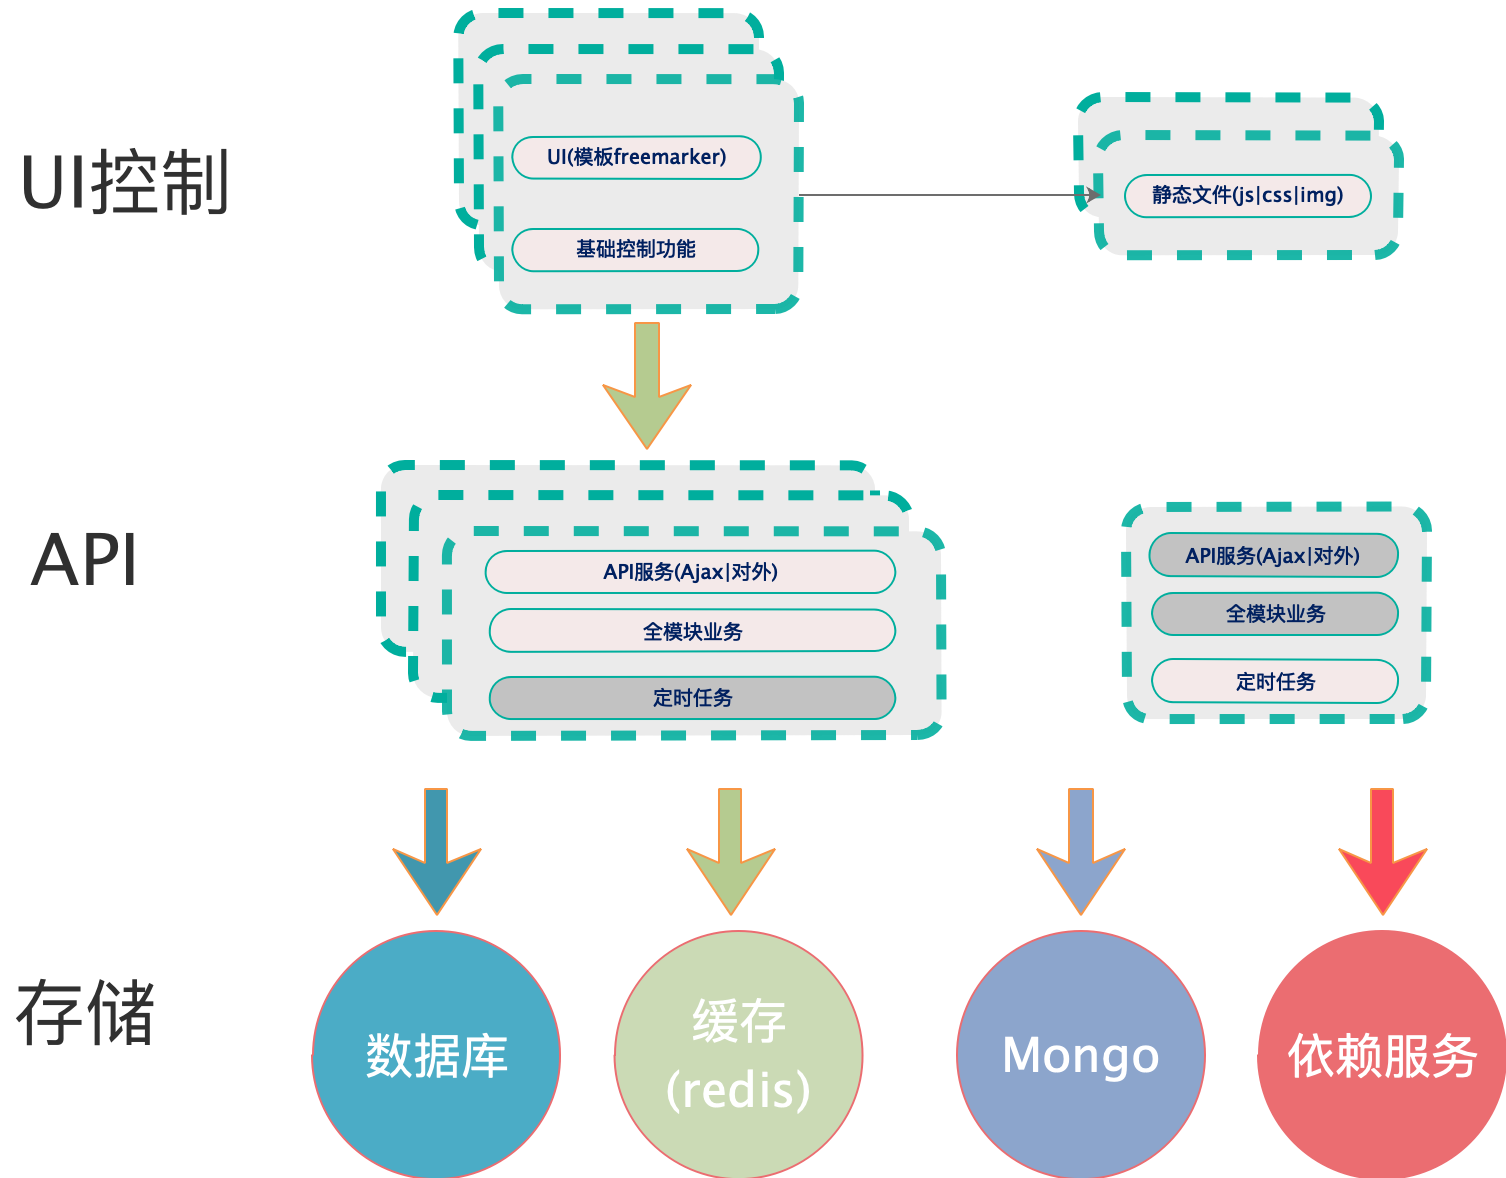 UI控制
UI(模板freemarker)
基础控制功能
静态文件(js|css|img)
API
API服务(Ajax|对外)
全模块业务
定时任务
API服务(Ajax|对外)
全模块业务
定时任务
存储
数据库
缓存
(redis)
Mongo
依赖服务